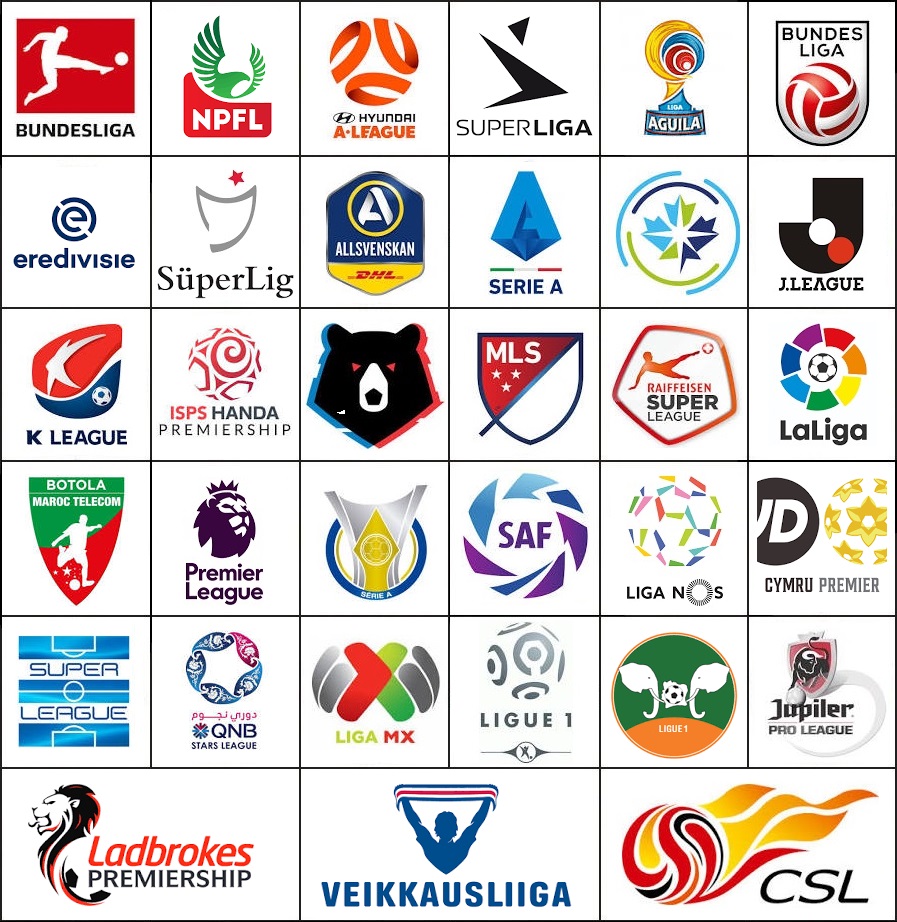 BUNDESLIGA
NPFL
HYUNDAI
A-LEAGUE
SUPERLIGA
LIGA
AGUILA
BUNDES
LIGA
eredivisie
SüperLig
ALLSVENSKAN
DHL
SERIE A
J.LEAGUE
K LEAGUE
ISPS HANDA
PREMIERSHIP
MLS
RAIFFEISEN
SUPER
LEAGUE
LaLiga
BOTOLA
MAROC TELECOM
Premier
League
SÉRIE A
SAF
LIGA NOS
JD
CYMRU PREMIER
SUPER
LEAGUE
دوري نجوم
QNB
STARS LEAGUE
LIGA MX
LIGUE 1
LIGUE 1
Jupiler
PRO LEAGUE
Ladbrokes
PREMIERSHIP
VEIKKAUSLIIGA
CSL